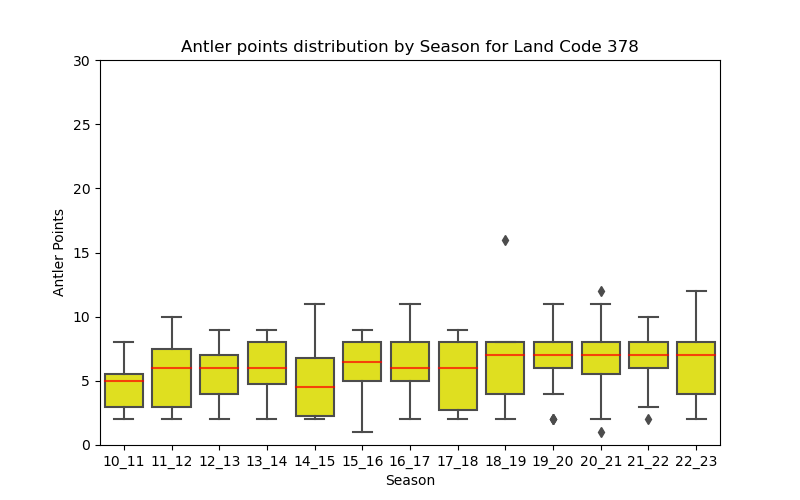 Antler points distribution by Season for Land Code 378
30
25
20
15
10
5
0
Antler Points
10_11 11_12 12_13 13_14 14_15 15_16 16_17 17_18 18_19 19_20 20_21 21_22 22_23
Season